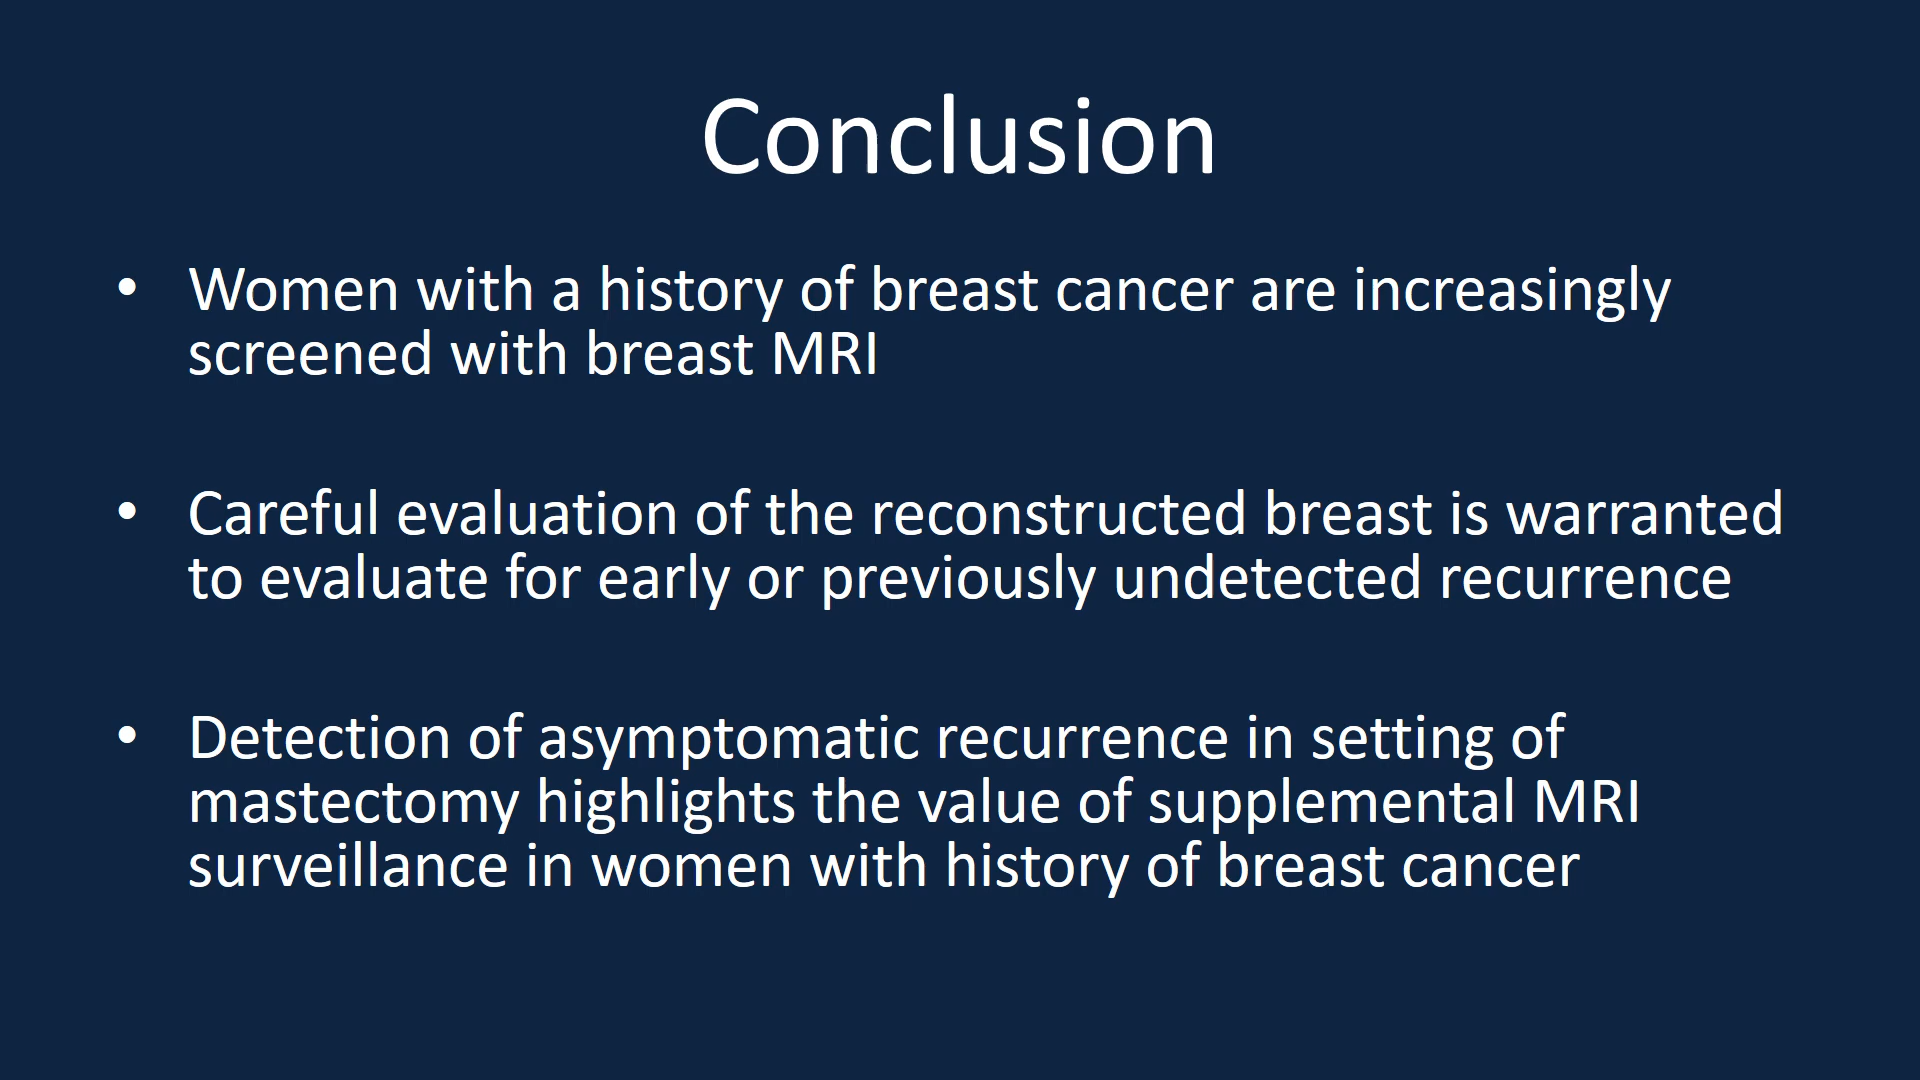 Conclusion
• Women with a history of breast cancer are increasingly
screened with breast MRI
• Careful evaluation of the reconstructed breast is warranted
to evaluate for early or previously undetected recurrence
• Detection of asymptomatic recurrence in setting of
mastectomy highlights the value of supplemental MRI
surveillance in women with history of breast cancer